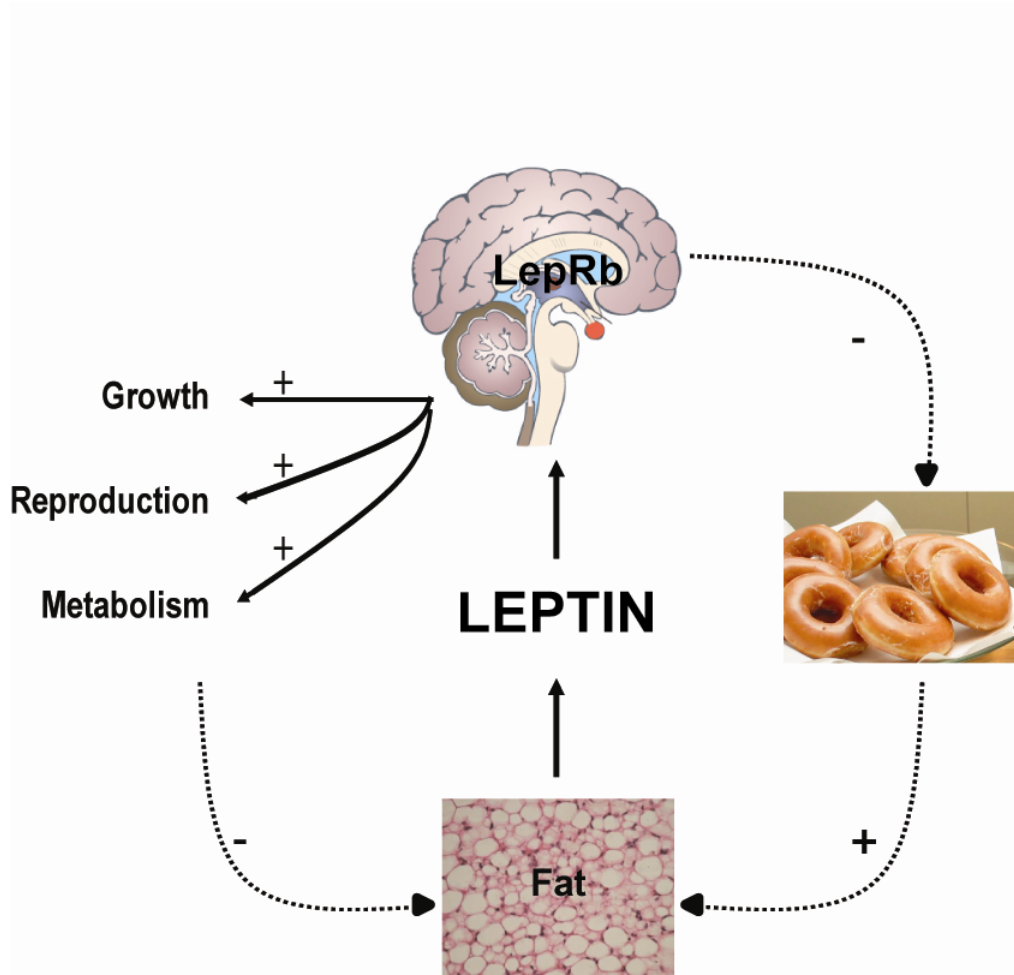 LepRb
-
Growth
+
Reproduction
+
Metabolism
+
LEPTIN
-
Fat
+